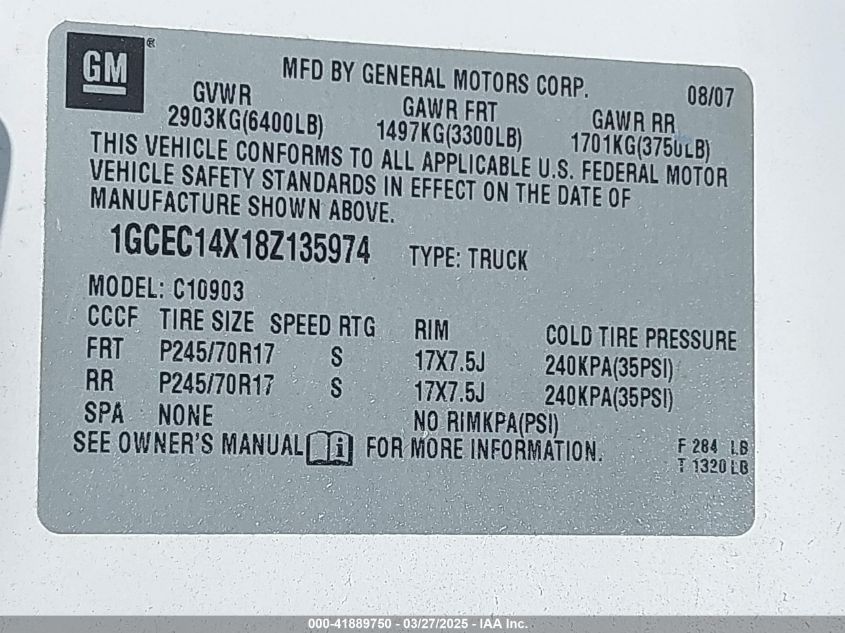 GM ®
MFD BY GENERAL MOTORS CORP. 08/07
GVWR GAWR FRT GAWR RR
2903KG(6400LB) 1497KG(3300LB) 1701KG(3750LB)
THIS VEHICLE CONFORMS TO ALL APPLICABLE U.S. FEDERAL MOTOR
VEHICLE SAFETY STANDARDS IN EFFECT ON THE DATE OF
MANUFACTURE SHOWN ABOVE.
1GCEC14X18Z135974 TYPE: TRUCK
MODEL: C10903
CCCF TIRE SIZE SPEED RTG RIM COLD TIRE PRESSURE
FRT P245/70R17 S 17X7.5J 240KPA(35PSI)
RR P245/70R17 S 17X7.5J 240KPA(35PSI)
SPA NONE NO RIMKPA(PSI)
SEE OWNER'S MANUAL i FOR MORE INFORMATION.
F 284 LB
T 1320 LB
000-41889750 - 03/27/2025 - IAA Inc.